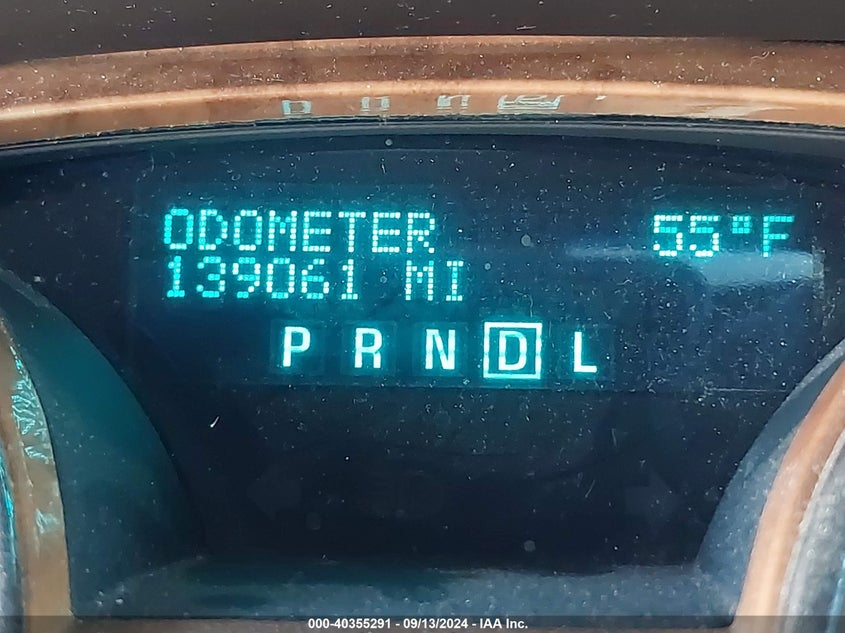 ODOMETER 55°F
139061 MI
P R N D L
000-40355291 - 09/13/2024 - IAA Inc.